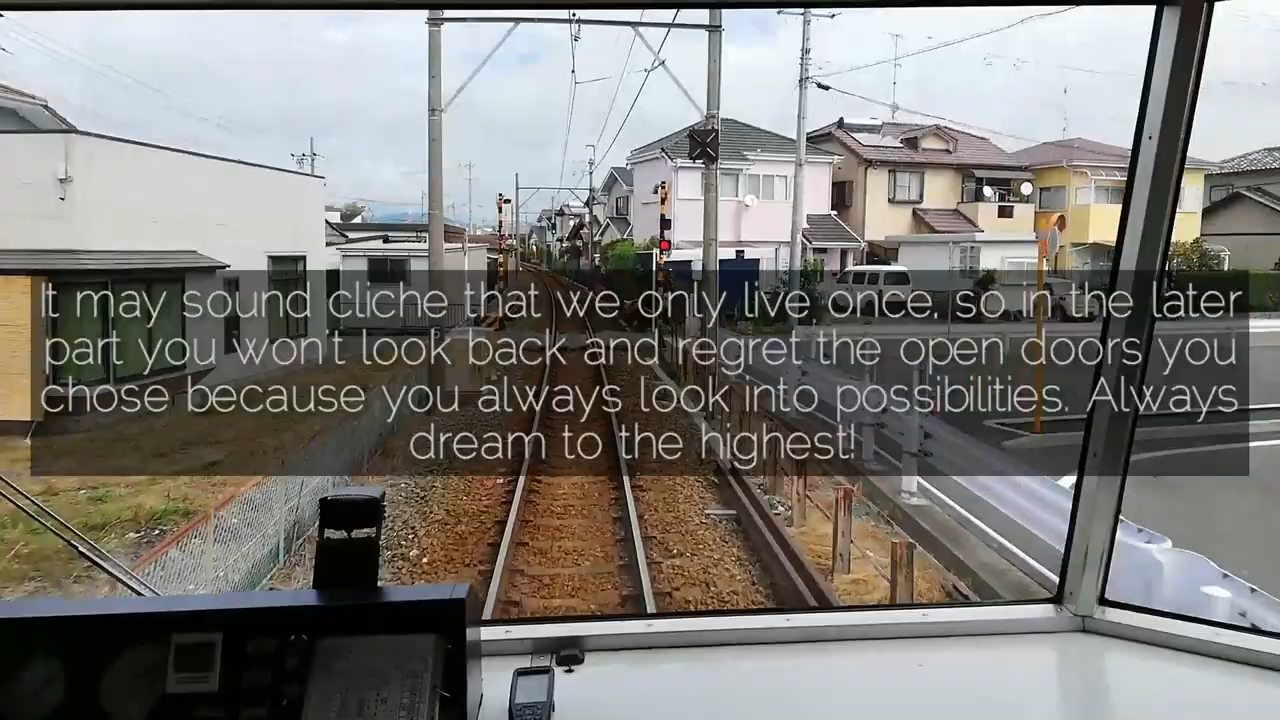 It may sound cliche that we only live once, so in the later
part you won't look back and regret the open doors you
chose because you always look into possibilities. Always
dream to the highest!